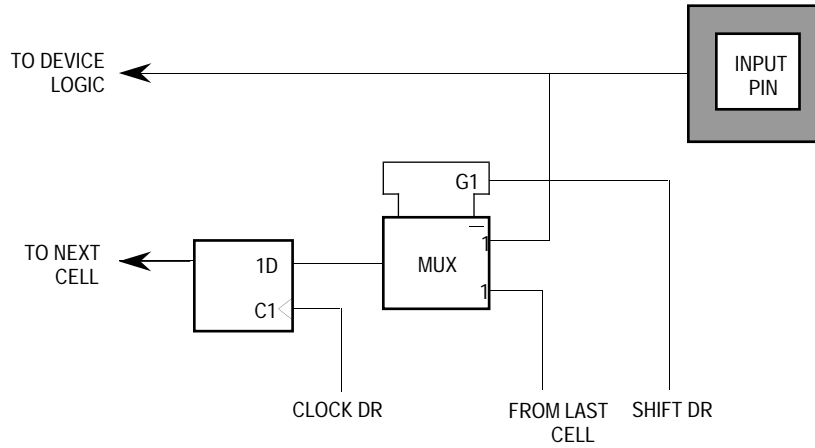 TO DEVICE
LOGIC
INPUT
PIN
G1
1
MUX
1
TO NEXT
CELL
1D
C1
CLOCK DR
FROM LAST
CELL
SHIFT DR